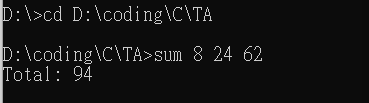 D:\>cd D:\coding\C\TA
D:\coding\C\TA>sum 8 24 62
Total: 94